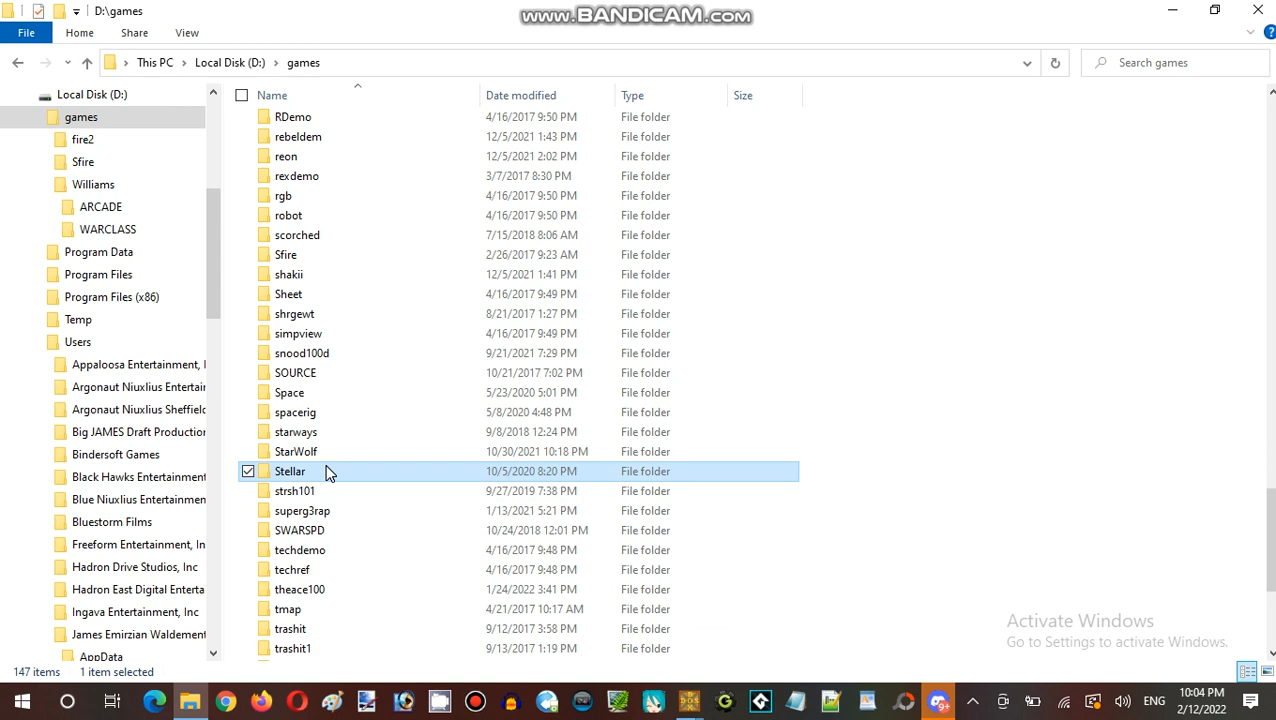 D:\games
www.BANDICAM.com
File Home Share View
This PC Local Disk (D:) games
Search games
Local Disk (D:)
games
fire2
Sfire
Williams
ARCADE
WARCLASS
Program Data
Program Files
Program Files (x86)
Temp
Users
Appaloosa Entertainment, I
Argonaut Niuxlius Entertai
Argonaut Niuxlius Sheffield
Big JAMES Draft Production
Bindersoft Games
Black Hawks Entertainment
Blue Niuxlius Entertainment
Bluestorm Films
Freeform Entertainment, In
Hadron Drive Studios, Inc
Hadron East Digital Enterta
Ingava Entertainment, Inc
James Emirzian Waldement
AppData
Name Date modified Type Size
RDemo 4/16/2017 9:50 PM File folder
rebeldem 12/5/2021 1:43 PM File folder
reon 12/5/2021 2:02 PM File folder
rexdemo 3/7/2017 8:30 PM File folder
rgb 4/16/2017 9:50 PM File folder
robot 4/16/2017 9:50 PM File folder
scorched 7/15/2018 8:06 AM File folder
Sfire 2/26/2017 9:23 AM File folder
shakii 12/5/2021 1:41 PM File folder
Sheet 4/16/2017 9:49 PM File folder
shrgewt 8/21/2017 1:27 PM File folder
simpview 4/16/2017 9:49 PM File folder
snood100d 9/21/2021 7:29 PM File folder
SOURCE 10/21/2017 7:02 PM File folder
Space 5/23/2020 5:01 PM File folder
spacerig 5/8/2020 4:48 PM File folder
starways 9/8/2018 12:24 PM File folder
StarWolf 10/30/2021 10:18 PM File folder
Stellar 10/5/2020 8:20 PM File folder
strsh101 9/27/2019 7:38 PM File folder
superg3rap 1/13/2021 5:21 PM File folder
SWARSPD 10/24/2018 12:01 PM File folder
techdemo 4/16/2017 9:48 PM File folder
techref 4/16/2017 9:48 PM File folder
theace100 1/24/2022 3:41 PM File folder
tmap 4/21/2017 10:17 AM File folder
trashit 9/12/2017 3:58 PM File folder
trashit1 9/13/2017 1:19 PM File folder
Activate Windows
Go to Settings to activate Windows.
147 items 1 item selected
ENG
10:04 PM
2/12/2022